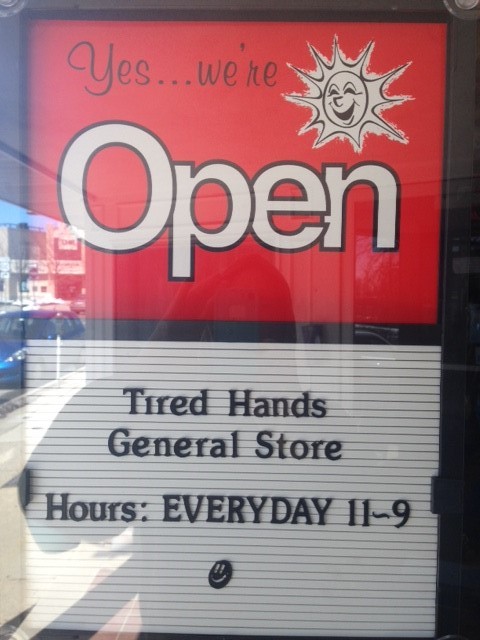 Yes...we're
Open
Tired Hands
General Store
Hours: EVERYDAY 11~9